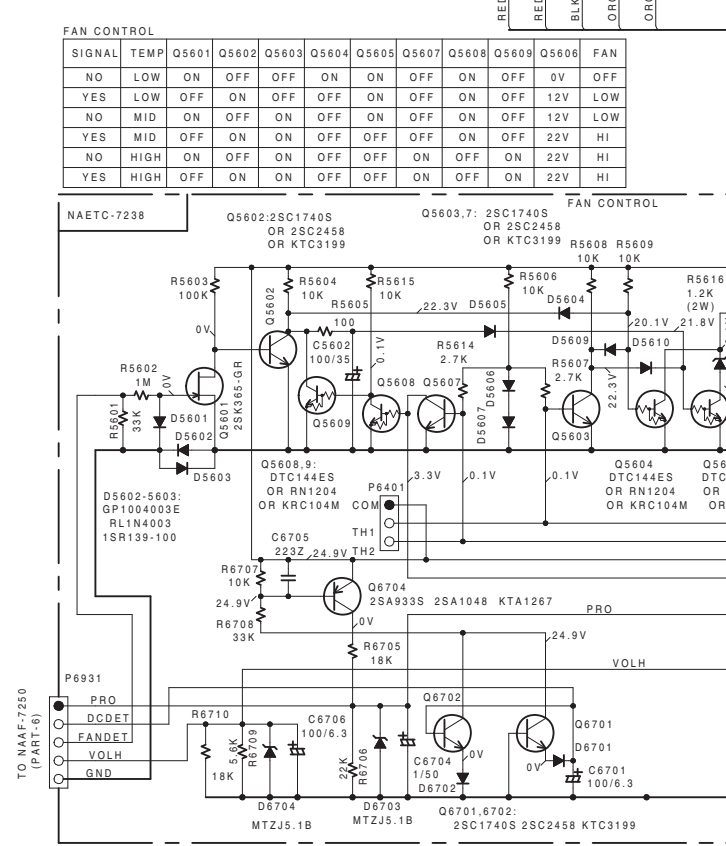 RED
RED
BLK
ORG
ORG
FAN CONTROL
SIGNAL TEMP Q5601 Q5602 Q5603 Q5604 Q5605 Q5607 Q5608 Q5609 Q5606 FAN
NO LOW ON OFF OFF ON ON OFF ON OFF 0V OFF
YES LOW OFF ON OFF OFF ON OFF ON OFF 12V LOW
NO MID ON OFF ON OFF ON OFF ON OFF 12V LOW
YES MID OFF ON ON OFF OFF OFF ON OFF 22V HI
NO HIGH ON OFF ON OFF OFF ON OFF ON 22V HI
YES HIGH OFF ON ON OFF OFF ON OFF ON 22V HI
FAN CONTROL
NAETC-7238
Q5602:2SC1740S
OR 2SC2458
OR KTC3199
Q5603,7: 2SC1740S
OR 2SC2458
OR KTC3199
R5608 R5609
10K 10K
R5603
100K
Q5602
R5604
10K
R5615
10K
R5606
10K
R5616
1.2K
(2W)
R5605
100
22.3V
D5605
D5604
20.1V
21.8V
0V
C5602
100/35
0.1V
R5614
2.7K
D5609
D5610
R5602
1M
0V
Q5601
2SK365-GR
Q5608
Q5607
D5606
R5607
2.7K
22.3V
R5601
33K
D5601
D5602
D5603
Q5609
D5607
Q5603
D5602-5603:
GP1004003E
RL1N4003
1SR139-100
Q5608,9:
DTC144ES
OR RN1204
OR KRC104M
3.3V
0.1V
0.1V
Q5604
DTC144ES
OR RN1204
OR KRC104M
P6401
COM
TH1
TH2
C6705
223Z
24.9V
R6707
10K
24.9V
R6708
33K
Q6704
2SA933S 2SA1048 KTA1267
0V
PRO
24.9V
R6705
18K
VOLH
TO NAAF-7250
(PART-6)
P6931
PRO
DCDET
FANDET
VOLH
GND
R6710
18K
5.6K
R6709
C6706
100/6.3
22K
R6706
Q6702
C6704
1/50
D6702
0V
Q6701
D6701
0V
C6701
100/6.3
D6704
MTZJ5.1B
D6703
MTZJ5.1B
Q6701,6702:
2SC1740S 2SC2458 KTC3199